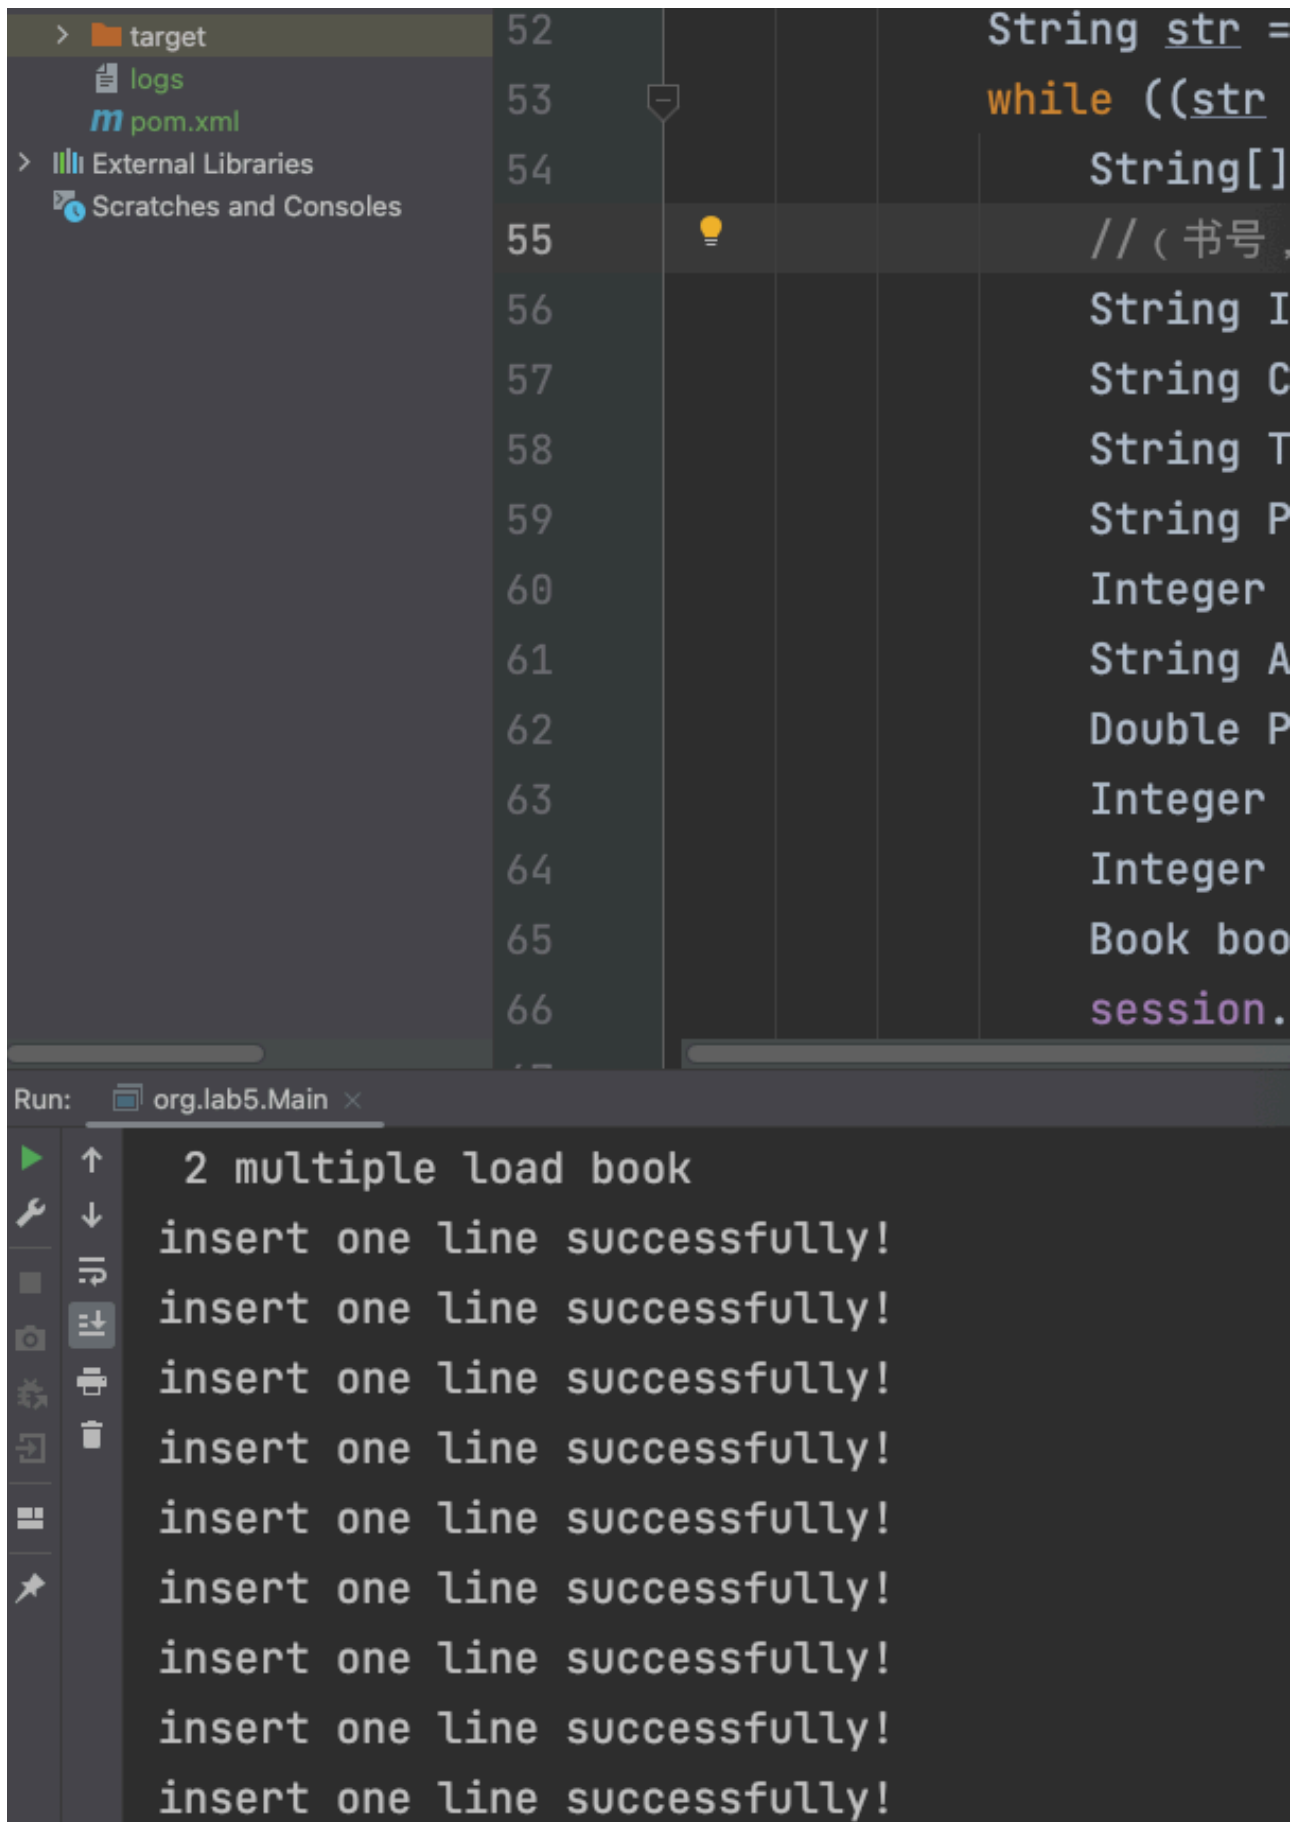 target
logs
pom.xml
External Libraries
Scratches and Consoles
52 String str =
53 while ((str
54 String[]
55 //（书号，
56 String I
57 String C
58 String T
59 String P
60 Integer
61 String A
62 Double P
63 Integer
64 Integer
65 Book boo
66 session.
Run: org.lab5.Main
2 multiple load book
insert one line successfully!
insert one line successfully!
insert one line successfully!
insert one line successfully!
insert one line successfully!
insert one line successfully!
insert one line successfully!
insert one line successfully!
insert one line successfully!